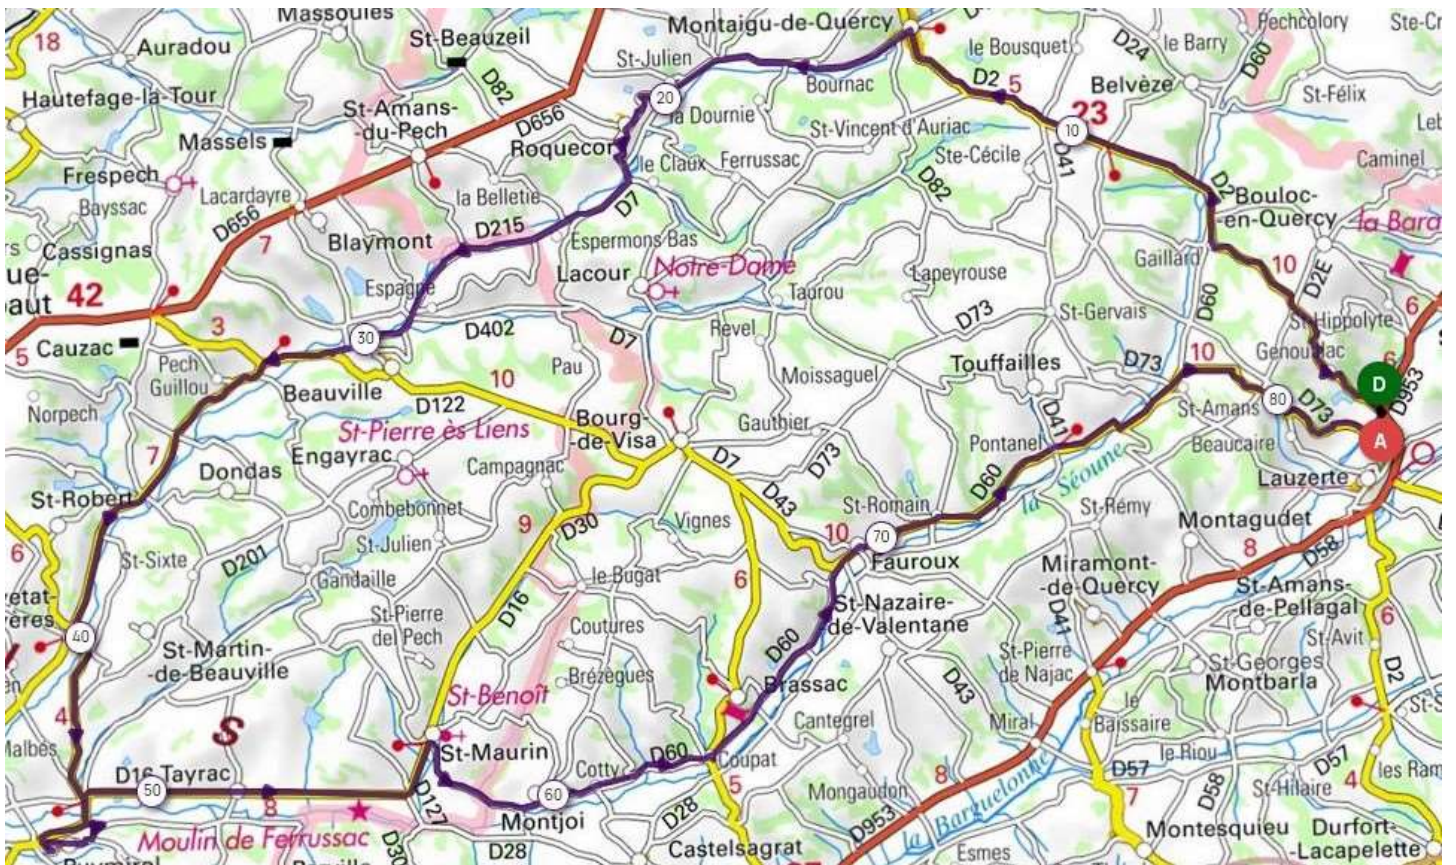 Massoules
St-Beauzeil
Montaigu-de-Quercy
Pechcolory
18
Auradou
St-Julien
le Bousquet
D24
le Barry
D60
Bournac
D2
5
Belvèze
Hautefage-la-Tour
D82
St-Amans-
du-Pech
D656
20
la Dournie
St-Félix
23
10
St-Vincent d'Auriac
Massels
Roquecor
le Claux
Ferrussac
Ste-Cécile
D41
Caminel
Frespech
Lacardayre
la Belletie
D7
D82
D2
Bouloc-
en-Quercy
Bayssac
D656
7
Blaymont
D215
Espermons Bas
la Bara
Cassignas
Lacour
Notre-Dame
Lapeyrouse
Gaillard
10
D2E
42
Espagne
Taurou
D60
6
3
30
D402
D7
Revel
D73
St-Gervais
St-Hippolyte
5
Cauzac
Pech
Guillou
Pau
Touffailles
D73
10
Genouillac
6
Beauville
10
Moissaguel
D
D953
Norpech
D122
Bourg-
-de-Visa
Gauthier
St-Amans
80
D73
St-Pierre ès Liens
Pontanel
D41
Beaucaire
A
7
Dondas
Engayrac
Campagnac
D7
D73
Lauzerte
St-Robert
Combebonnet
D43
St-Romain
D60
la Séoune
St-Rémy
9
D30
Vignes
10
70
Montagudet
6
St-Sixte
D201
St-Julien
Fauroux
8
D58
Gandaille
le Bugat
6
Miramont-
-de-Quercy
St-Amans-
de-Pellagal
D16
St-Nazaire-
-de-Valentane
St-Pierre
del Pech
Coutures
D60
D41
6
40
St-Martin-
-de-Beauville
St-Avit
St-Pierre
de Najac
St-Georges
Montbarla
St-Benoît
Brézègues
Brassac
D43
D2
4
S
Cantegrel
Miral
le
Baissaire
Malbès
St-Maurin
D60
Coupat
le Riou
D16
Tayrac
Cotty
8
D57
D57
50
8
D127
60
5
Mongaudon
la Barguelonne
D58
St-Hilaire
4
les Ram
Moulin de Ferrussac
D30
Montjoi
D28
D953
7
D28
Castelsagrat
Esmes
Montesquieu
Durfort-
-Lacapelette